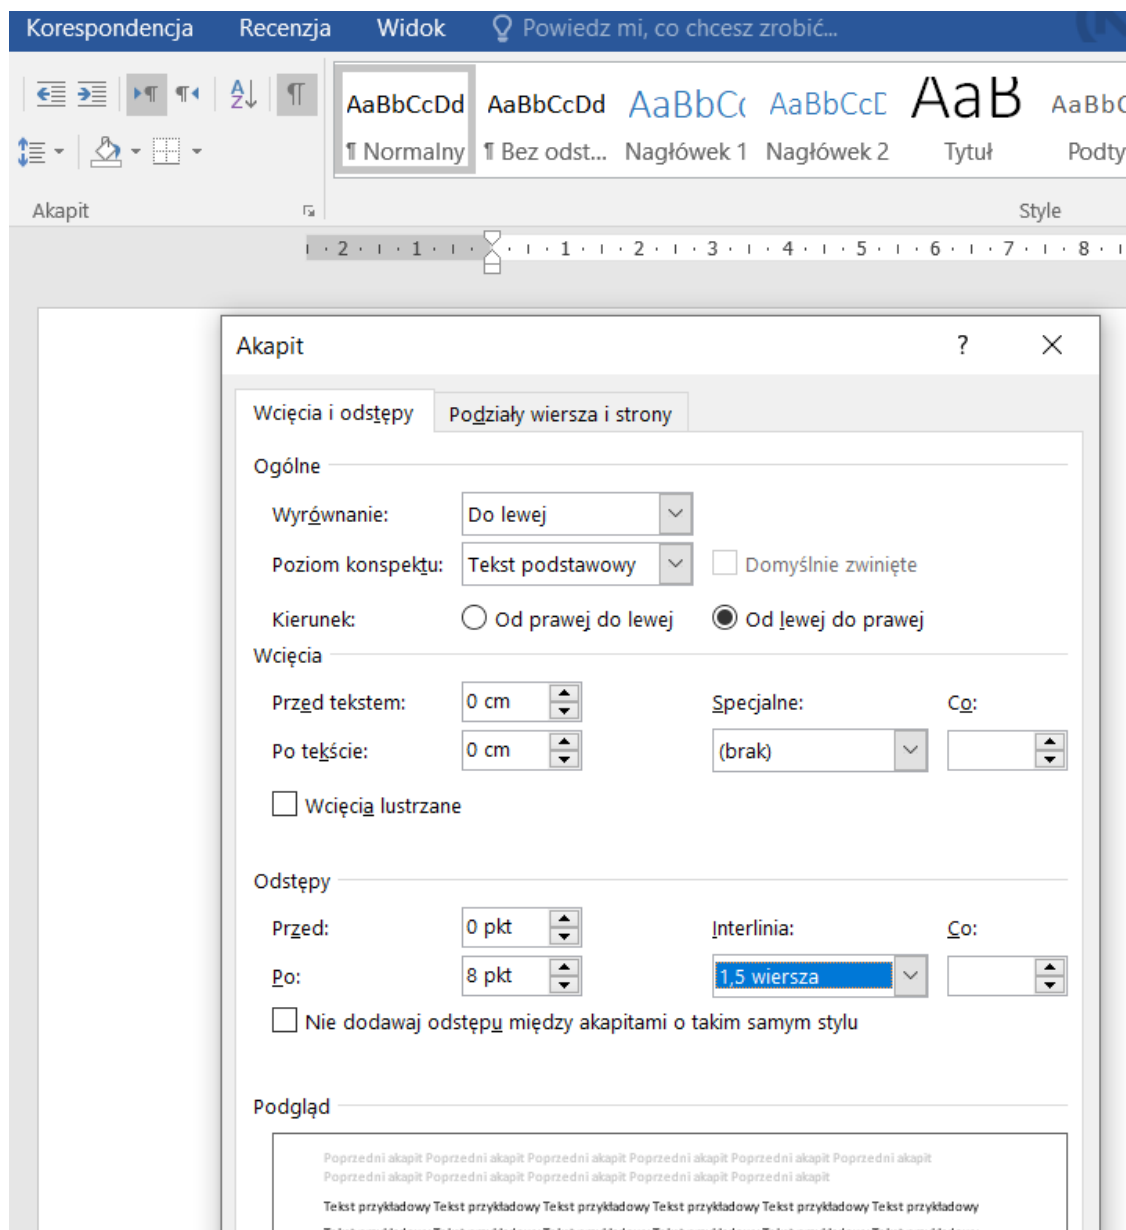 Korespondencja Recenzja Widok Powiedz mi, co chcesz zrobić...
AaBbCcDd AaBbCcDd AaBbC AaBbCcD AaB AaBbC
¶ Normalny ¶ Bez odst... Nagłówek 1 Nagłówek 2 Tytuł Podty
Akapit Style
2 1 1 2 3 4 5 6 7 8
Akapit ?
Wcięcia i odstępy Podziały wiersza i strony
Ogólne
Wyrównanie: Do lewej
Poziom konspektu: Tekst podstawowy Domyślnie zwinięte
Kierunek: Od prawej do lewej Od lewej do prawej
Wcięcia
Przed tekstem: 0 cm Specjalne: Co:
Po tekście: 0 cm (brak)
Wcięcia lustrzane
Odstępy
Przed: 0 pkt Interlinia: Co:
Po: 8 pkt 1,5 wiersza
Nie dodawaj odstępu między akapitami o takim samym stylu
Podgląd
Poprzedni akapit Poprzedni akapit Poprzedni akapit Poprzedni akapit Poprzedni akapit Poprzedni akapit
Poprzedni akapit Poprzedni akapit Poprzedni akapit Poprzedni akapit Poprzedni akapit
Tekst przykładowy Tekst przykładowy Tekst przykładowy Tekst przykładowy Tekst przykładowy Tekst przykładowy